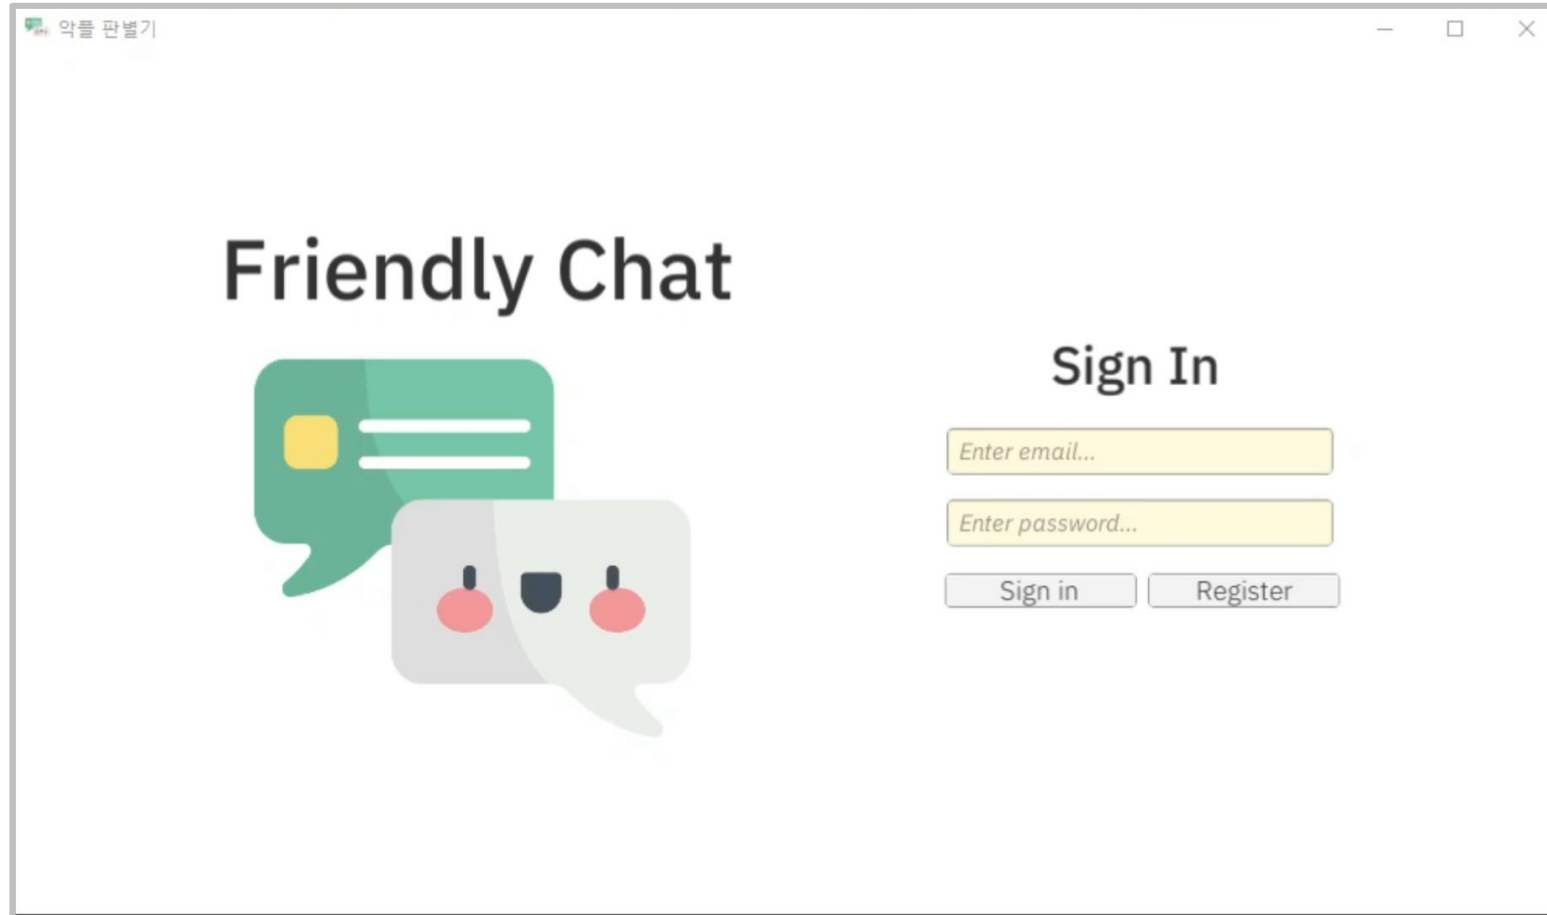 악플 판별기
Friendly Chat
Sign In
Enter email...
Enter password...
Sign in
Register